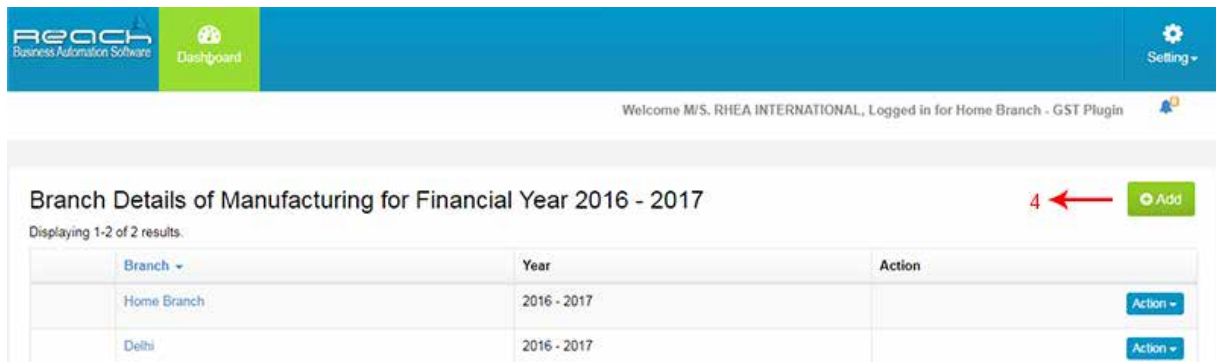 Reach
Business Automation Software
Dashboard
Setting
Welcome M/S. RHEA INTERNATIONAL, Logged in for Home Branch - GST Plugin
Branch Details of Manufacturing for Financial Year 2016 - 2017
4
Add
Displaying 1-2 of 2 results.
Branch Year Action
Home Branch 2016 - 2017 Action
Delhi 2016 - 2017 Action